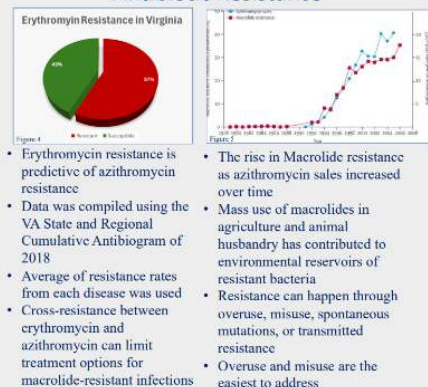 Erythromyin Resistance in Virginia
43%
57%
Resistant
Susceptible
Figure 4
• Erythromycin resistance is
predictive of azithromycin
resistance
• Data was compiled using the
VA State and Regional
Cumulative Antibiogram of
2018
• Average of resistance rates
from each disease was used
• Cross-resistance between
erythromycin and
azithromycin can limit
treatment options for
macrolide-resistant infections
Macrolide resistance
Year
Figure 5
• The rise in Macrolide resistance
as azithromycin sales increased
over time
• Mass use of macrolides in
agriculture and animal
husbandry has contributed to
environmental reservoirs of
resistant bacteria
• Resistance can happen through
overuse, misuse, spontaneous
mutations, or transmitted
resistance
• Overuse and misuse are the
easiest to address